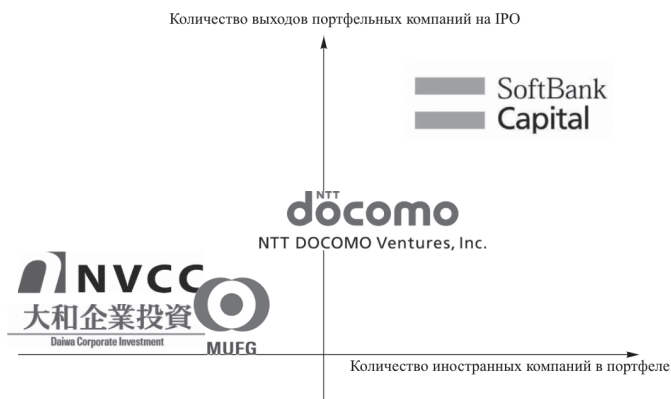 Количество выходов портфельных компаний на IPO
SoftBank
Capital
NTT
döcomo
NTT DOCOMO Ventures, Inc.
NVCC
大和企業投資
Daiwa Corporate Investment
MUFG
Количество иностранных компаний в портфеле